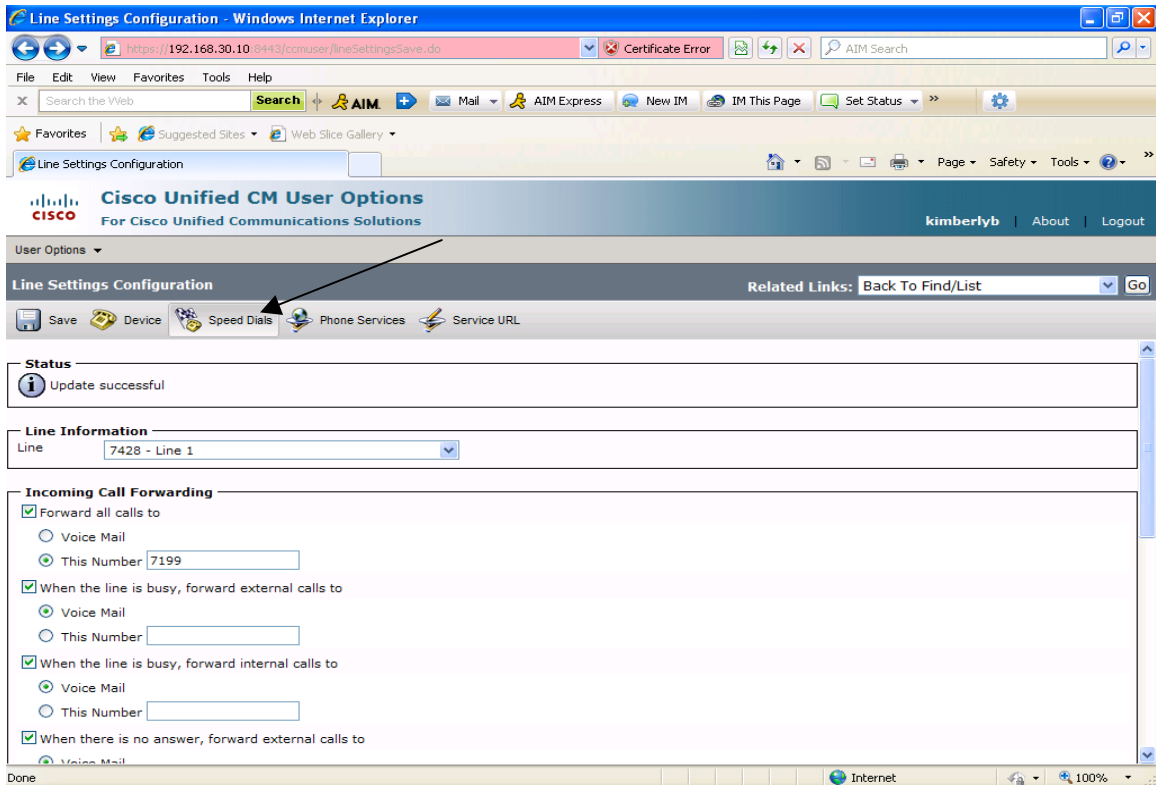 Line Settings Configuration - Windows Internet Explorer
https://192.168.30.10:8443/ccmuser/lineSettingsSave.do Certificate Error AIM Search
File Edit View Favorites Tools Help
x Search the Web Search AIM Mail AIM Express New IM IM This Page Set Status »
Favorites Suggested Sites Web Slice Gallery
Line Settings Configuration Page Safety Tools »
CISCO Cisco Unified CM User Options
For Cisco Unified Communications Solutions kimberlyb | About | Logout
User Options
Line Settings Configuration Related Links: Back To Find/List Go
Save Device Speed Dials Phone Services Service URL
Status
i Update successful
Line Information
Line 7428 - Line 1
Incoming Call Forwarding
Forward all calls to
Voice Mail
This Number 7199
When the line is busy, forward external calls to
Voice Mail
This Number
When the line is busy, forward internal calls to
Voice Mail
This Number
When there is no answer, forward external calls to
Voice Mail
Done Internet 100%